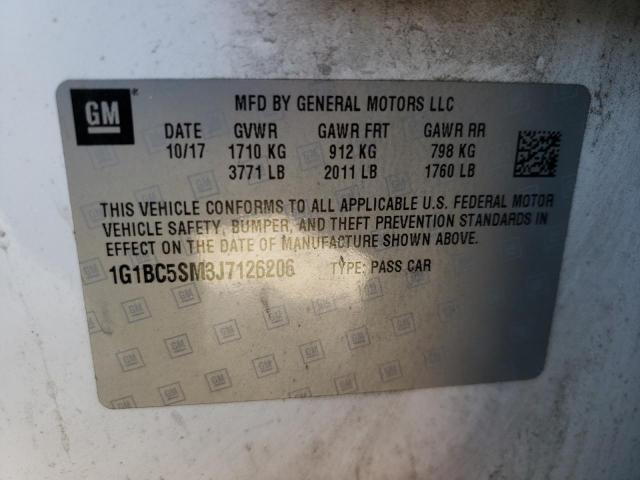 GM
MFD BY GENERAL MOTORS LLC
DATE GVWR GAWR FRT GAWR RR
10/17 1710 KG 912 KG 798 KG
3771 LB 2011 LB 1760 LB
THIS VEHICLE CONFORMS TO ALL APPLICABLE U.S. FEDERAL MOTOR
VEHICLE SAFETY, BUMPER, AND THEFT PREVENTION STANDARDS IN
EFFECT ON THE DATE OF MANUFACTURE SHOWN ABOVE.
1G1BC5SM3J7126206 TYPE: PASS CAR